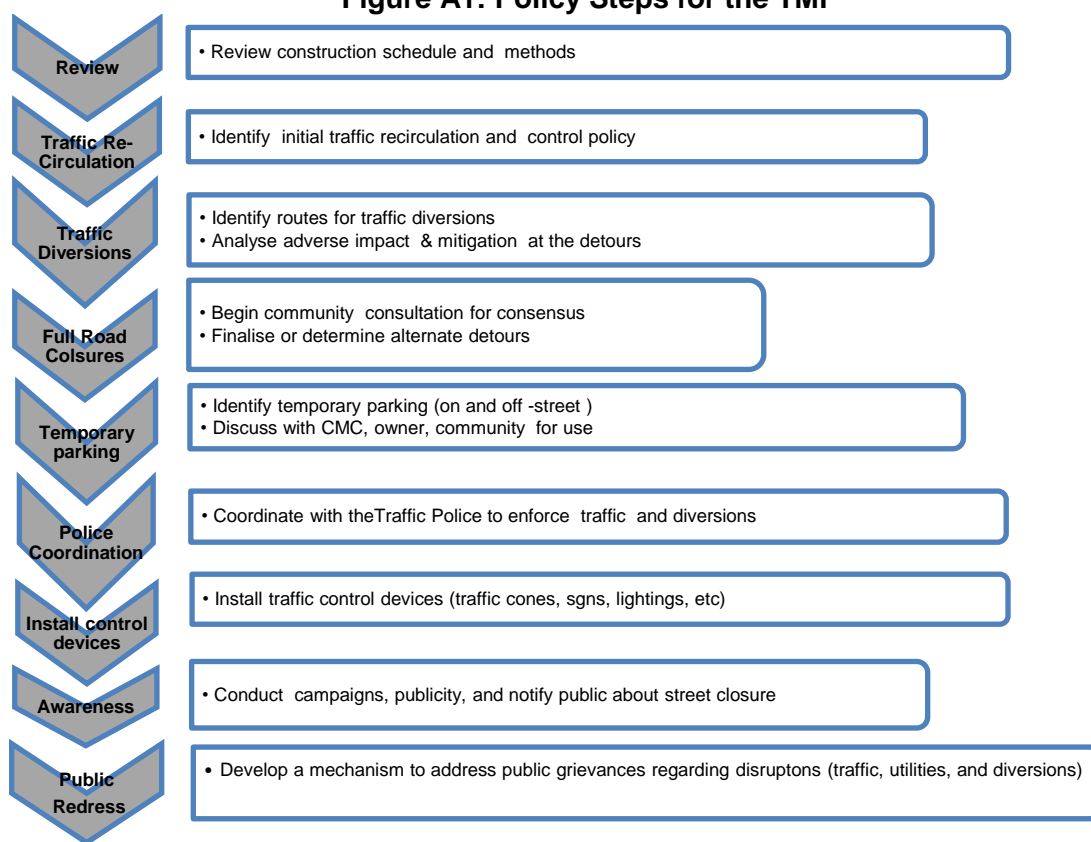 Figure A1: Policy Steps for the TMP
Review
• Review construction schedule and methods
Traffic Re-
Circulation
• Identify initial traffic recirculation and control policy
Traffic
Diversions
• Identify routes for traffic diversions
• Analyse adverse impact & mitigation at the detours
Full Road
Colsures
• Begin community consultation for consensus
• Finalise or determine alternate detours
Temporary
parking
• Identify temporary parking (on and off -street )
• Discuss with CMC, owner, community for use
Police
Coordination
• Coordinate with theTraffic Police to enforce traffic and diversions
Install control
devices
• Install traffic control devices (traffic cones, sgns, lightings, etc)
Awareness
• Conduct campaigns, publicity, and notify public about street closure
Public
Redress
• Develop a mechanism to address public grievances regarding disruptons (traffic, utilities, and diversions)